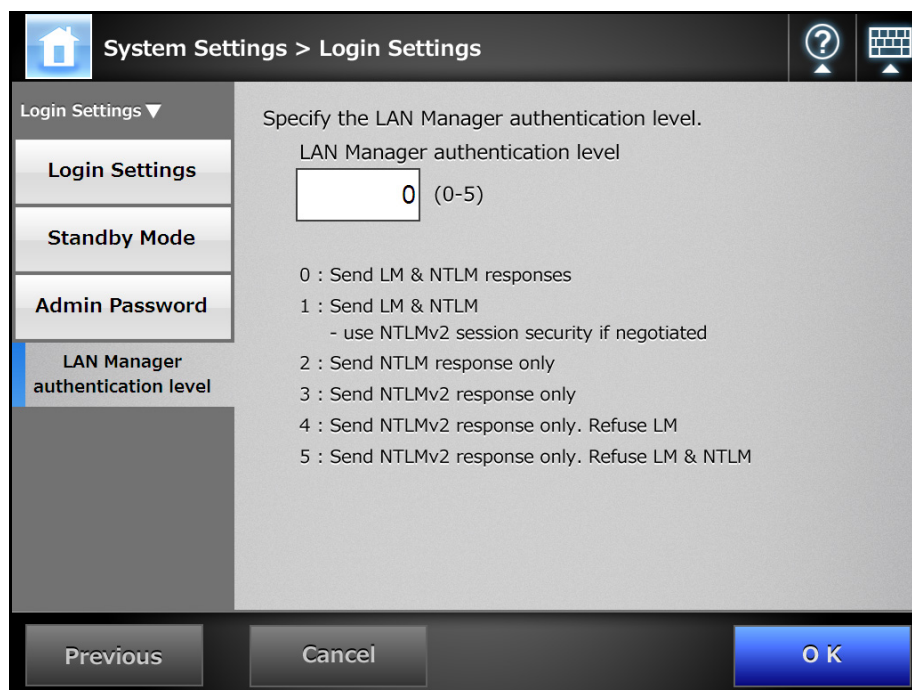 System Settings > Login Settings
?
Login Settings▼
Login Settings
Standby Mode
Admin Password
LAN Manager
authentication level
Specify the LAN Manager authentication level.
LAN Manager authentication level
0 (0-5)
0 : Send LM & NTLM responses
1 : Send LM & NTLM
- use NTLMv2 session security if negotiated
2 : Send NTLM response only
3 : Send NTLMv2 response only
4 : Send NTLMv2 response only. Refuse LM
5 : Send NTLMv2 response only. Refuse LM & NTLM
Previous
Cancel
O K